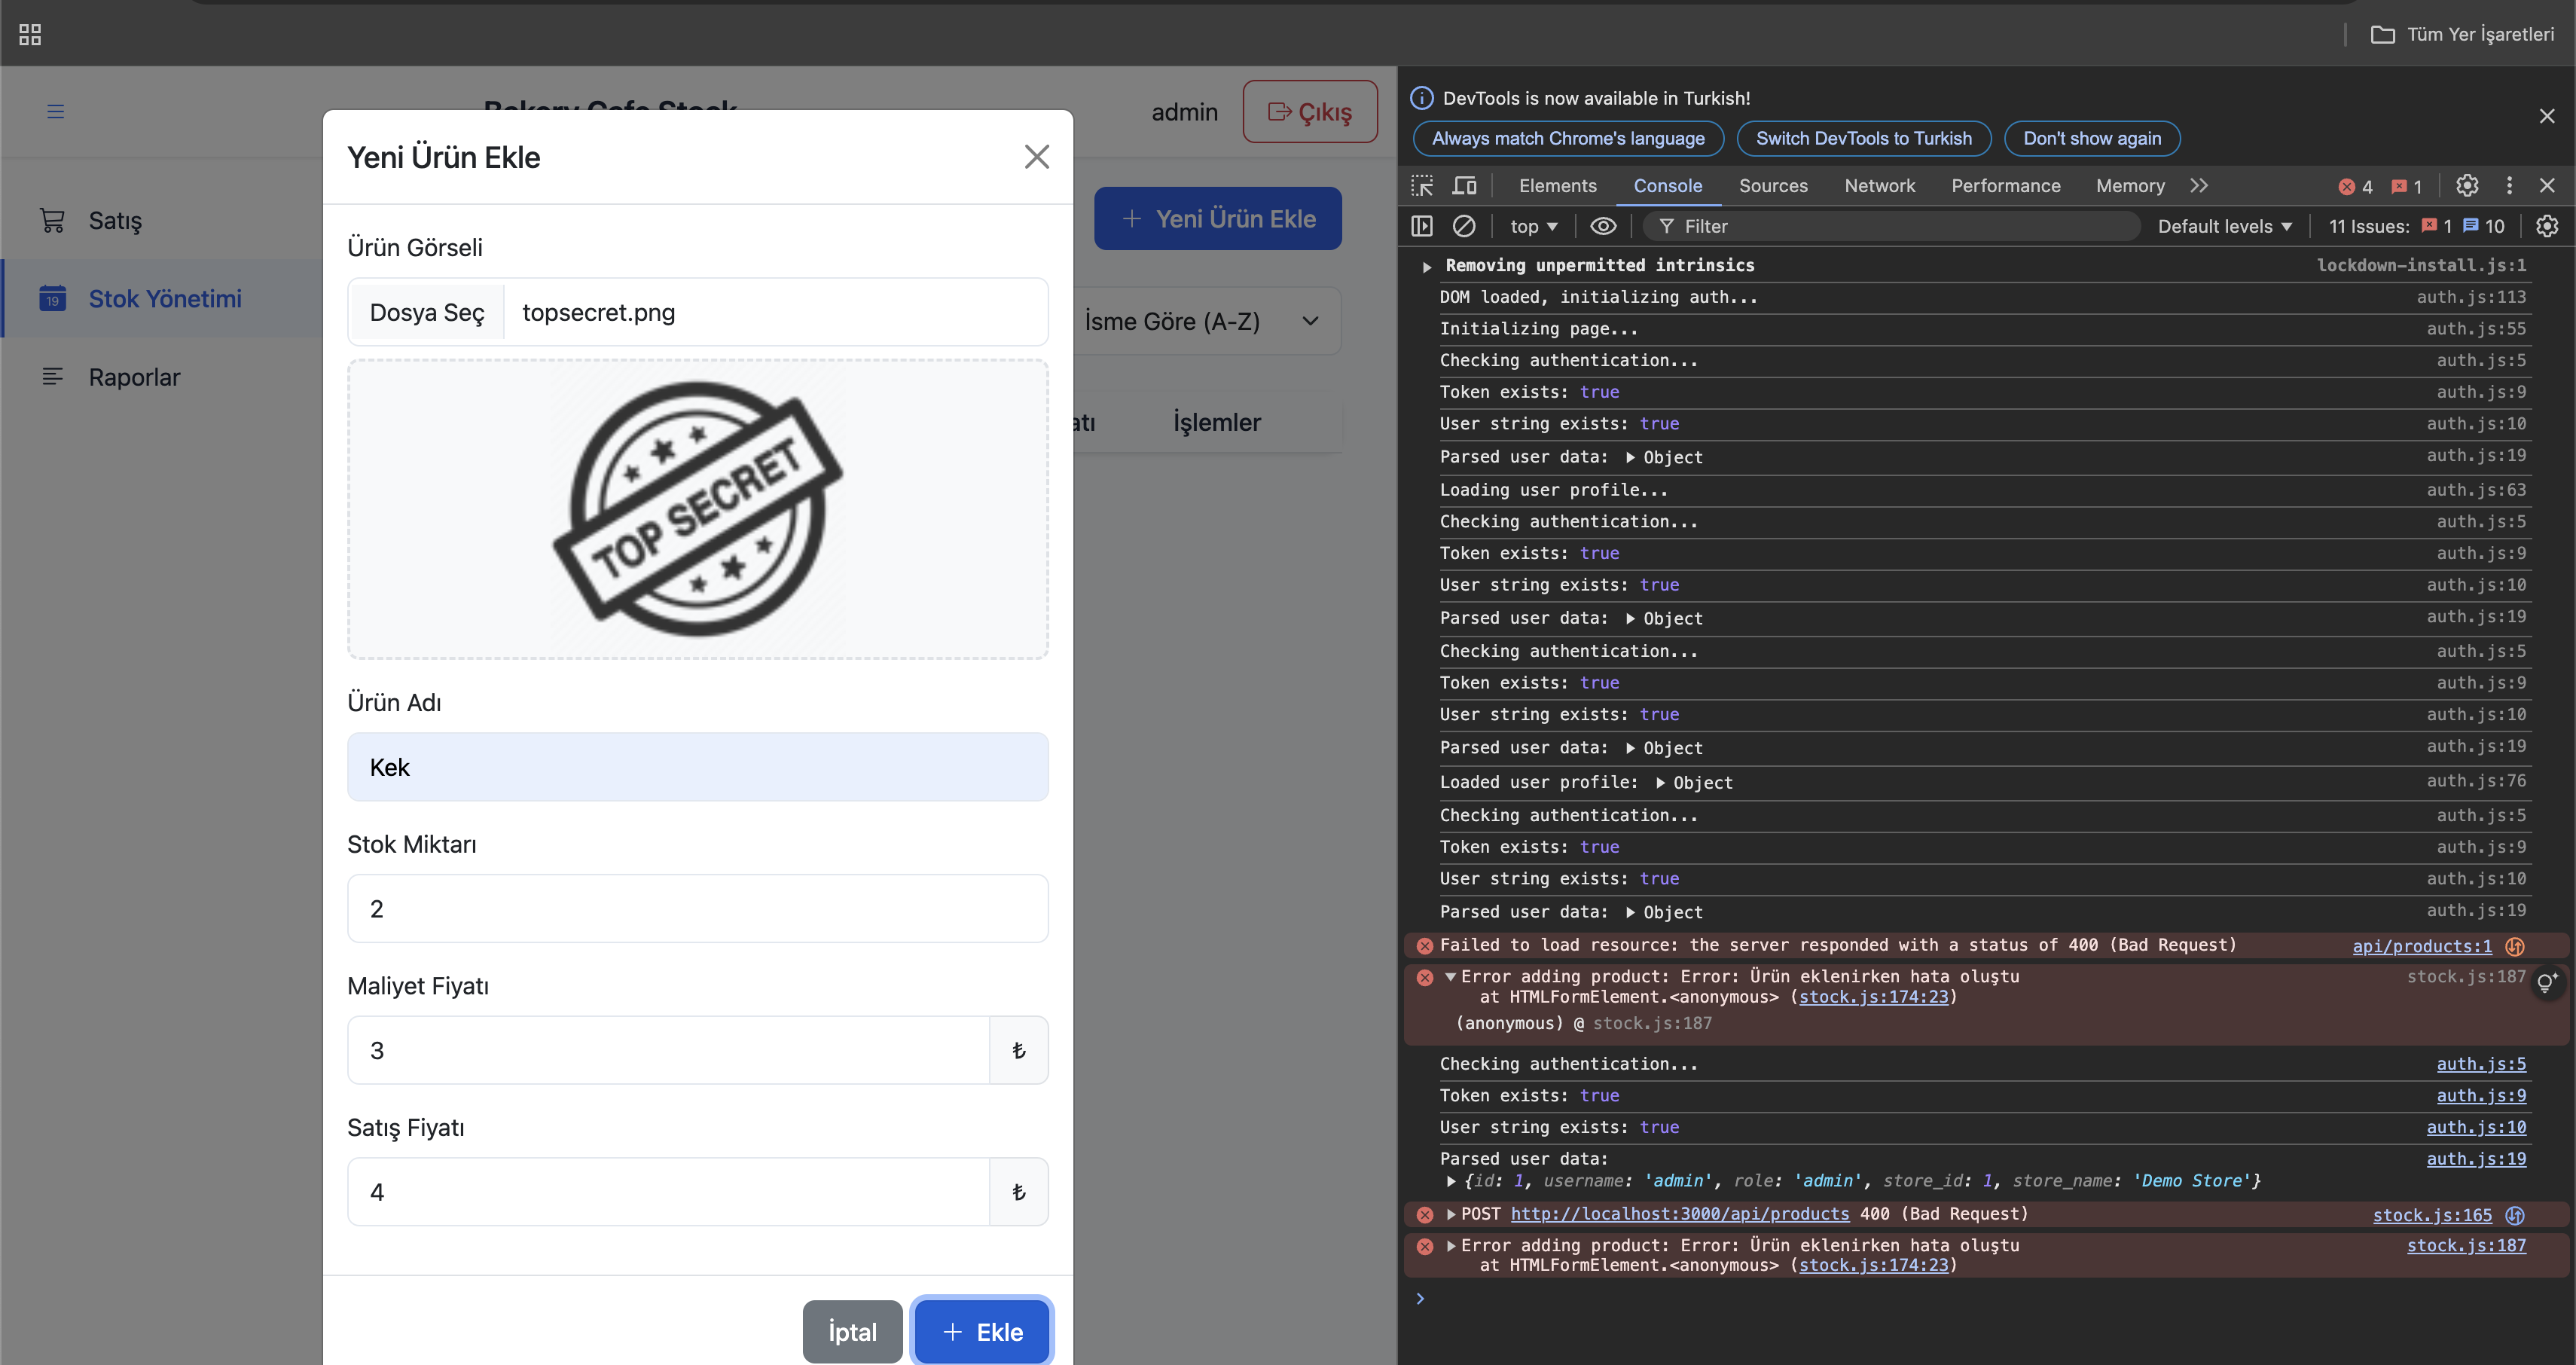 Tüm Yer İşaretleri
admin
Çıkış
Satış
Stok Yönetimi
Raporlar
Yeni Ürün Ekle
İsme Göre (A-Z)
atı
İşlemler
Yeni Ürün Ekle
Ürün Görseli
Dosya Seç topsecret.png
TOP SECRET
Ürün Adı
Kek
Stok Miktarı
2
Maliyet Fiyatı
3 ₺
Satış Fiyatı
4 ₺
İptal + Ekle
DevTools is now available in Turkish!
Always match Chrome's language Switch DevTools to Turkish Don't show again
Elements Console Sources Network Performance Memory 4 1
top Filter Default levels 11 Issues: 1 10
Removing unpermitted intrinsics lockdown-install.js:1
DOM loaded, initializing auth... auth.js:113
Initializing page... auth.js:55
Checking authentication... auth.js:5
Token exists: true auth.js:9
User string exists: true auth.js:10
Parsed user data: Object auth.js:19
Loading user profile... auth.js:63
Checking authentication... auth.js:5
Token exists: true auth.js:9
User string exists: true auth.js:10
Parsed user data: Object auth.js:19
Checking authentication... auth.js:5
Token exists: true auth.js:9
User string exists: true auth.js:10
Parsed user data: Object auth.js:19
Loaded user profile: Object auth.js:76
Checking authentication... auth.js:5
Token exists: true auth.js:9
User string exists: true auth.js:10
Parsed user data: Object auth.js:19
Failed to load resource: the server responded with a status of 400 (Bad Request) api/products:1
Error adding product: Error: Ürün eklenirken hata oluştu stock.js:187
at HTMLFormElement.<anonymous> (stock.js:174:23)
(anonymous) @ stock.js:187
Checking authentication... auth.js:5
Token exists: true auth.js:9
User string exists: true auth.js:10
Parsed user data: auth.js:19
{id: 1, username: 'admin', role: 'admin', store_id: 1, store_name: 'Demo Store'}
POST http://localhost:3000/api/products 400 (Bad Request) stock.js:165
Error adding product: Error: Ürün eklenirken hata oluştu stock.js:187
at HTMLFormElement.<anonymous> (stock.js:174:23)